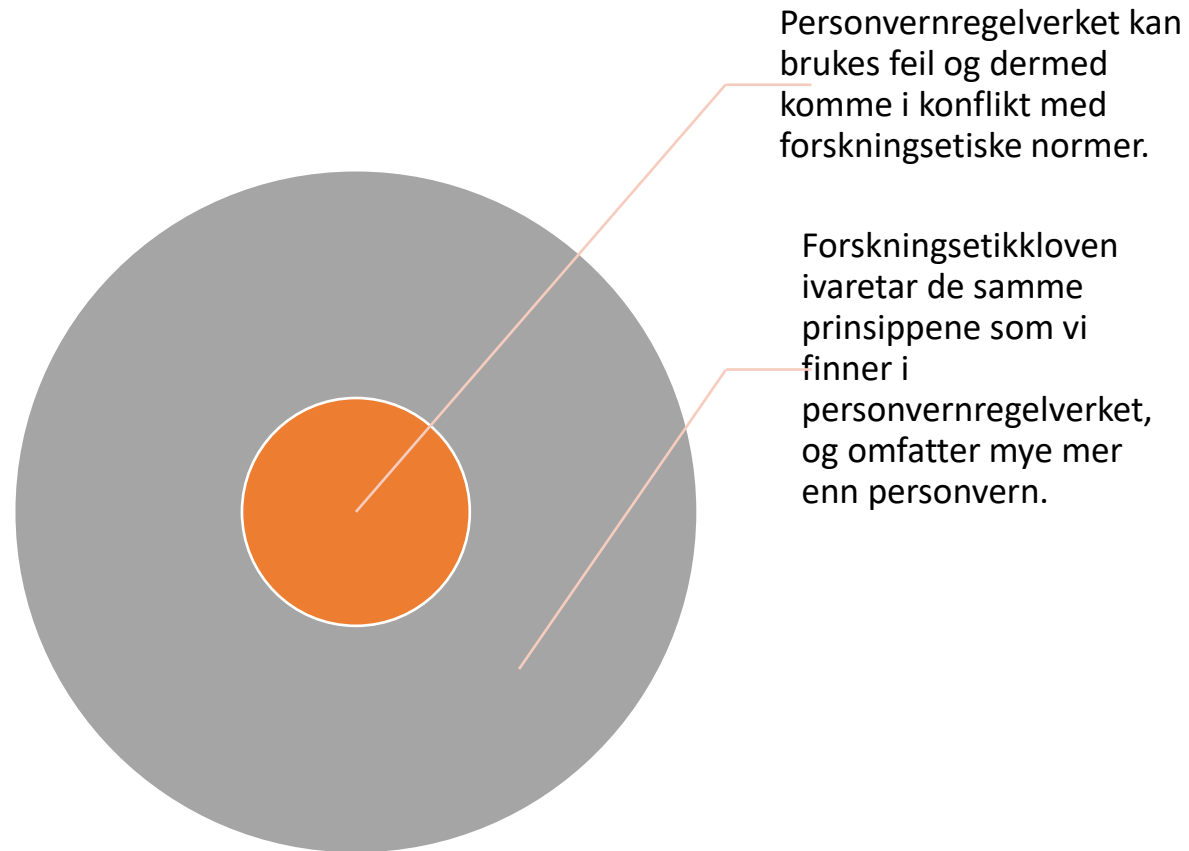 Personvernregelverket kan
brukes feil og dermed
komme i konflikt med
forskningsetiske normer.
Forskningsetikkloven
ivaretar de samme
prinsippene som vi
finner i
personvernregelverket,
og omfatter mye mer
enn personvern.